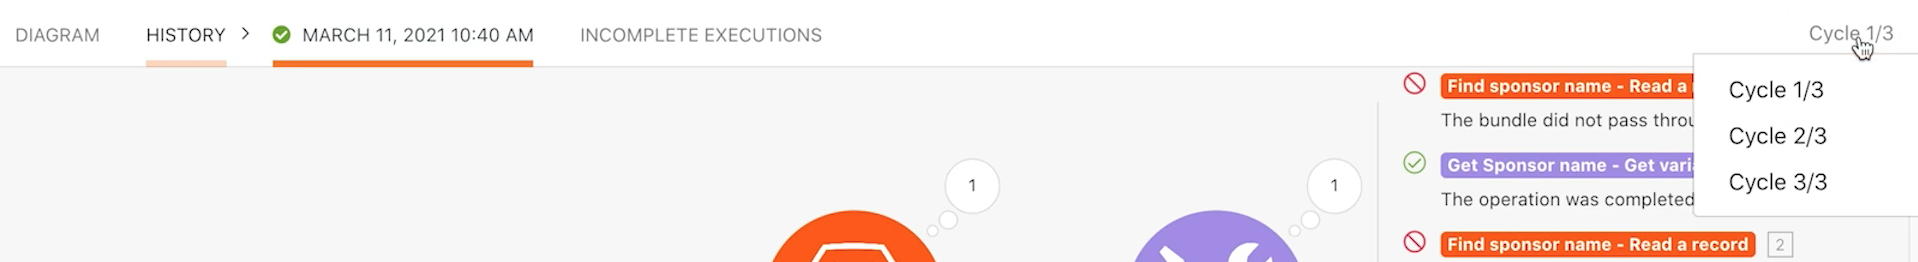 DIAGRAM
HISTORY
MARCH 11, 2021 10:40 AM
INCOMPLETE EXECUTIONS
Cycle 1/3
Cycle 1/3
Cycle 2/3
Cycle 3/3
1
1
Find sponsor name - Read a
The bundle did not pass
Get Sponsor name - Get
The operation was completed
Find sponsor name - Read a record 2